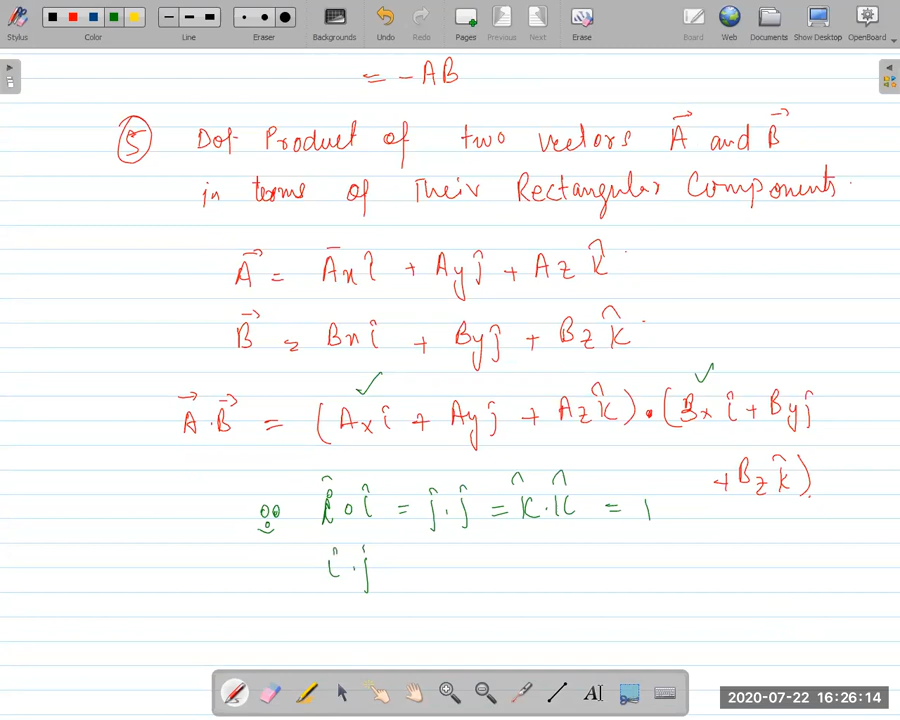 Stylus Color Line Eraser Backgrounds Undo Redo Pages Previous Next Erase Board Web Documents Show Desktop OpenBoard
= - AB
⑤ Dot Product of two vectors A⃗ and B⃗
in terms of Their Rectangular Components.
A⃗ = Ax î + Ay ĵ + Az k̂
B⃗ = Bx î + By ĵ + Bz k̂
A⃗ . B⃗ = (Ax î + Ay ĵ + Az k̂) . (Bx î + By ĵ
+ Bz k̂)
∵ î . î = ĵ . ĵ = k̂ . k̂ = 1
î . ĵ
2020-07-22 16:26:14